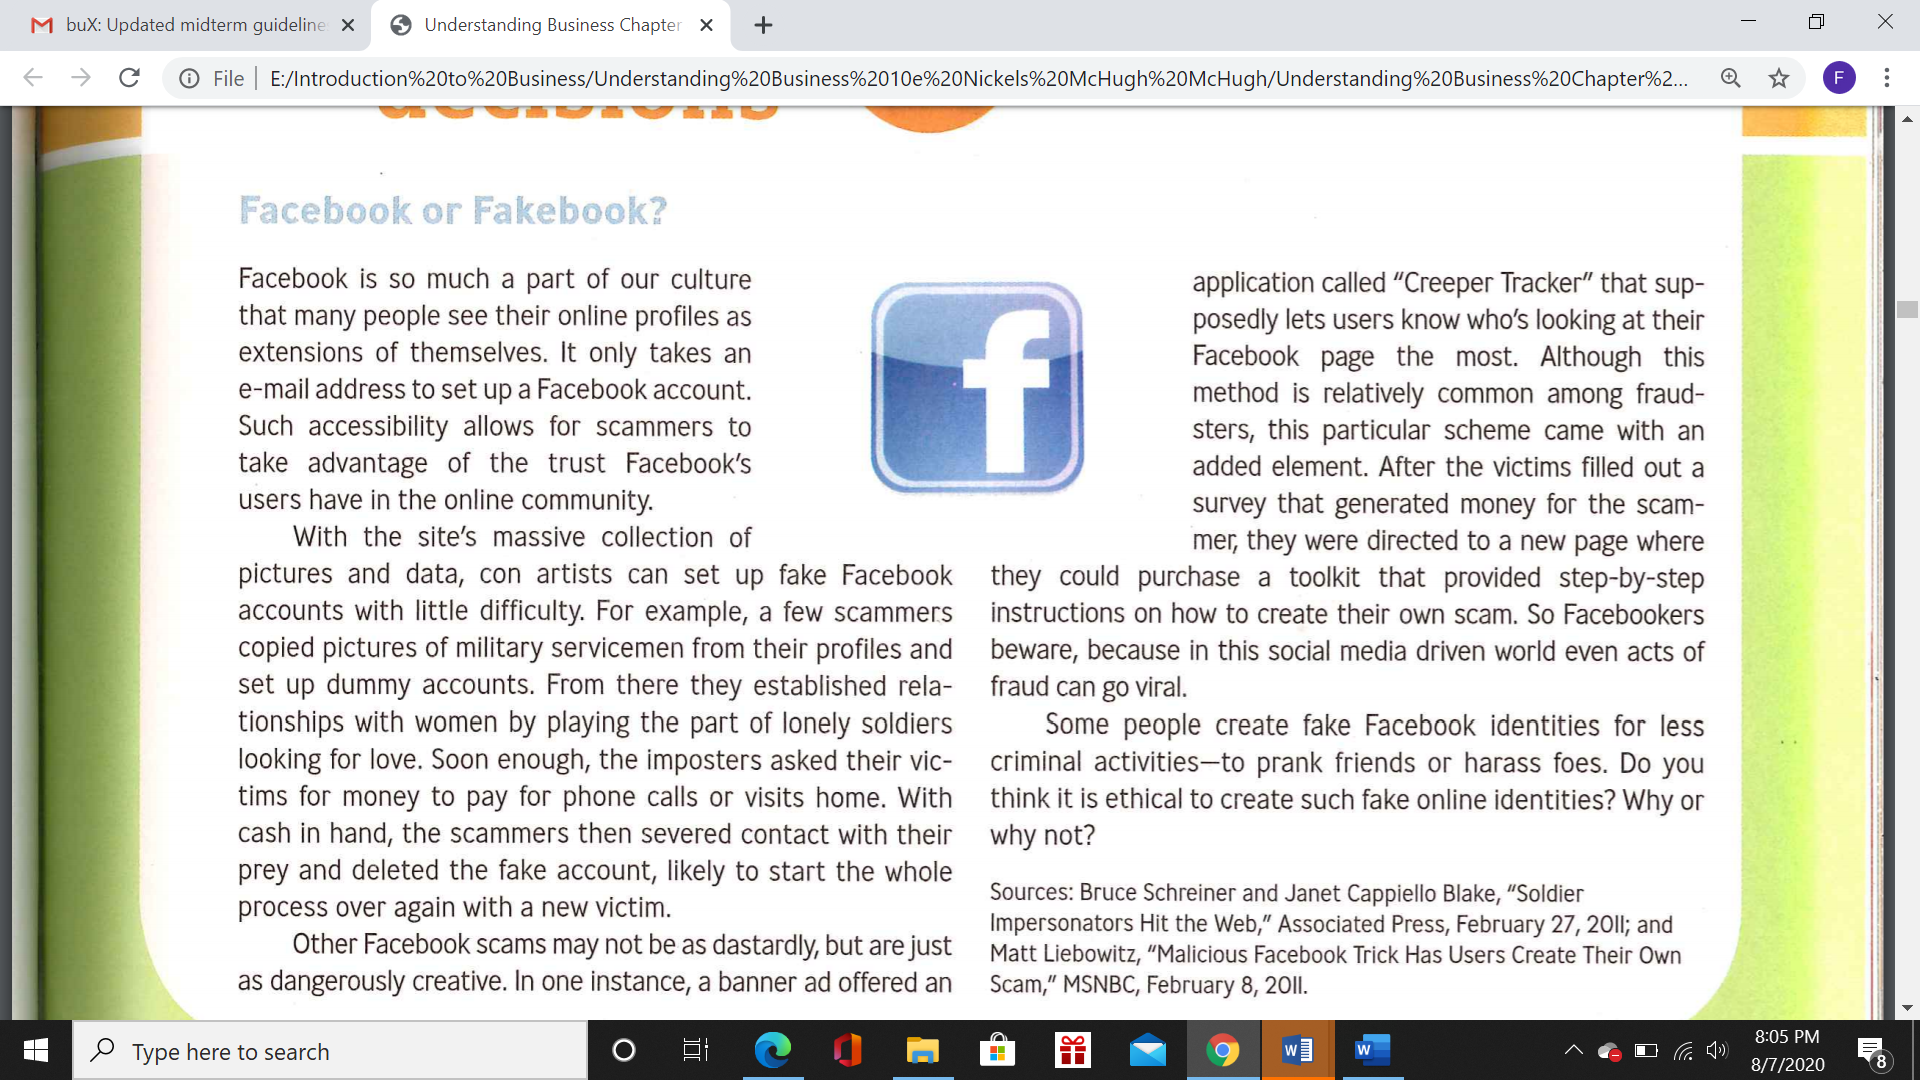 buX: Updated midterm guideline
Understanding Business Chapter
File
E:/Introduction%20to%20Business/Understanding%20Business%2010e%20Nickels%20McHugh%20McHugh/Understanding%20Business%20Chapter%2...
F
decisions
Facebook or Fakebook?
Facebook is so much a part of our culture
that many people see their online profiles as
extensions of themselves. It only takes an
e-mail address to set up a Facebook account.
Such accessibility allows for scammers to
take advantage of the trust Facebook's
users have in the online community.
With the site's massive collection of
pictures and data, con artists can set up fake Facebook
accounts with little difficulty. For example, a few scammers
copied pictures of military servicemen from their profiles and
set up dummy accounts. From there they established rela-
tionships with women by playing the part of lonely soldiers
looking for love. Soon enough, the imposters asked their vic-
tims for money to pay for phone calls or visits home. With
cash in hand, the scammers then severed contact with their
prey and deleted the fake account, likely to start the whole
process over again with a new victim.
Other Facebook scams may not be as dastardly, but are just
as dangerously creative. In one instance, a banner ad offered an
f
application called "Creeper Tracker" that sup-
posedly lets users know who's looking at their
Facebook page the most. Although this
method is relatively common among fraud-
sters, this particular scheme came with an
added element. After the victims filled out a
survey that generated money for the scam-
mer, they were directed to a new page where
they could purchase a toolkit that provided step-by-step
instructions on how to create their own scam. So Facebookers
beware, because in this social media driven world even acts of
fraud can go viral.
Some people create fake Facebook identities for less
criminal activities—to prank friends or harass foes. Do you
think it is ethical to create such fake online identities? Why or
why not?
Sources: Bruce Schreiner and Janet Cappiello Blake, "Soldier
Impersonators Hit the Web," Associated Press, February 27, 2011; and
Matt Liebowitz, "Malicious Facebook Trick Has Users Create Their Own
Scam," MSNBC, February 8, 2011.
Type here to search
8:05 PM
8/7/2020
8